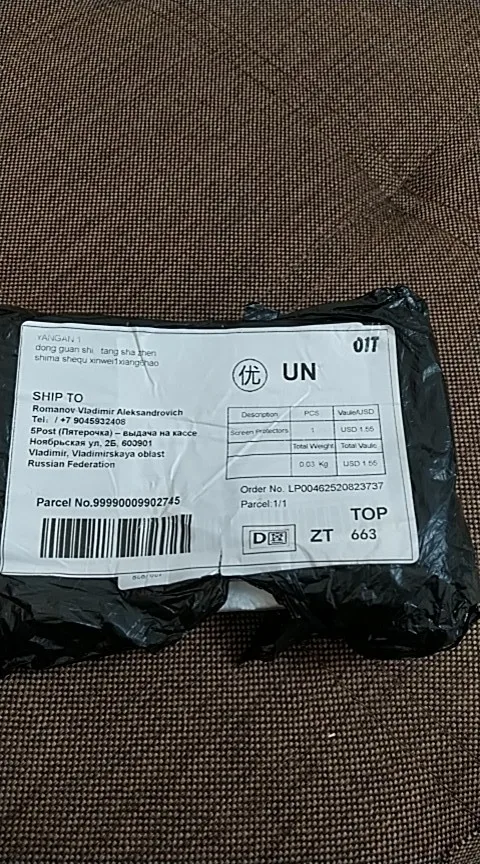 YANGAN 1
dong guan shi tang sha zhen
shima shequ xinwei1xiangchao
O1T
优 UN
SHIP TO
Romanov Vladimir Aleksandrovich
Tel: / +7 9045932408
5Post (Пятерочка) – выдача на кассе
Ноябрьская ул, 2Б, 600901
Vladimir, Vladimirskaya oblast
Russian Federation
Description PCS Vaule/USD
Screen Protectors 1 USD 1.55
Total Weight Total Vaule
0.03 Kg USD 1.55
Order No. LP00462520823737
Parcel:1/1
Parcel No.99990009902745
TOP
D ZT 663